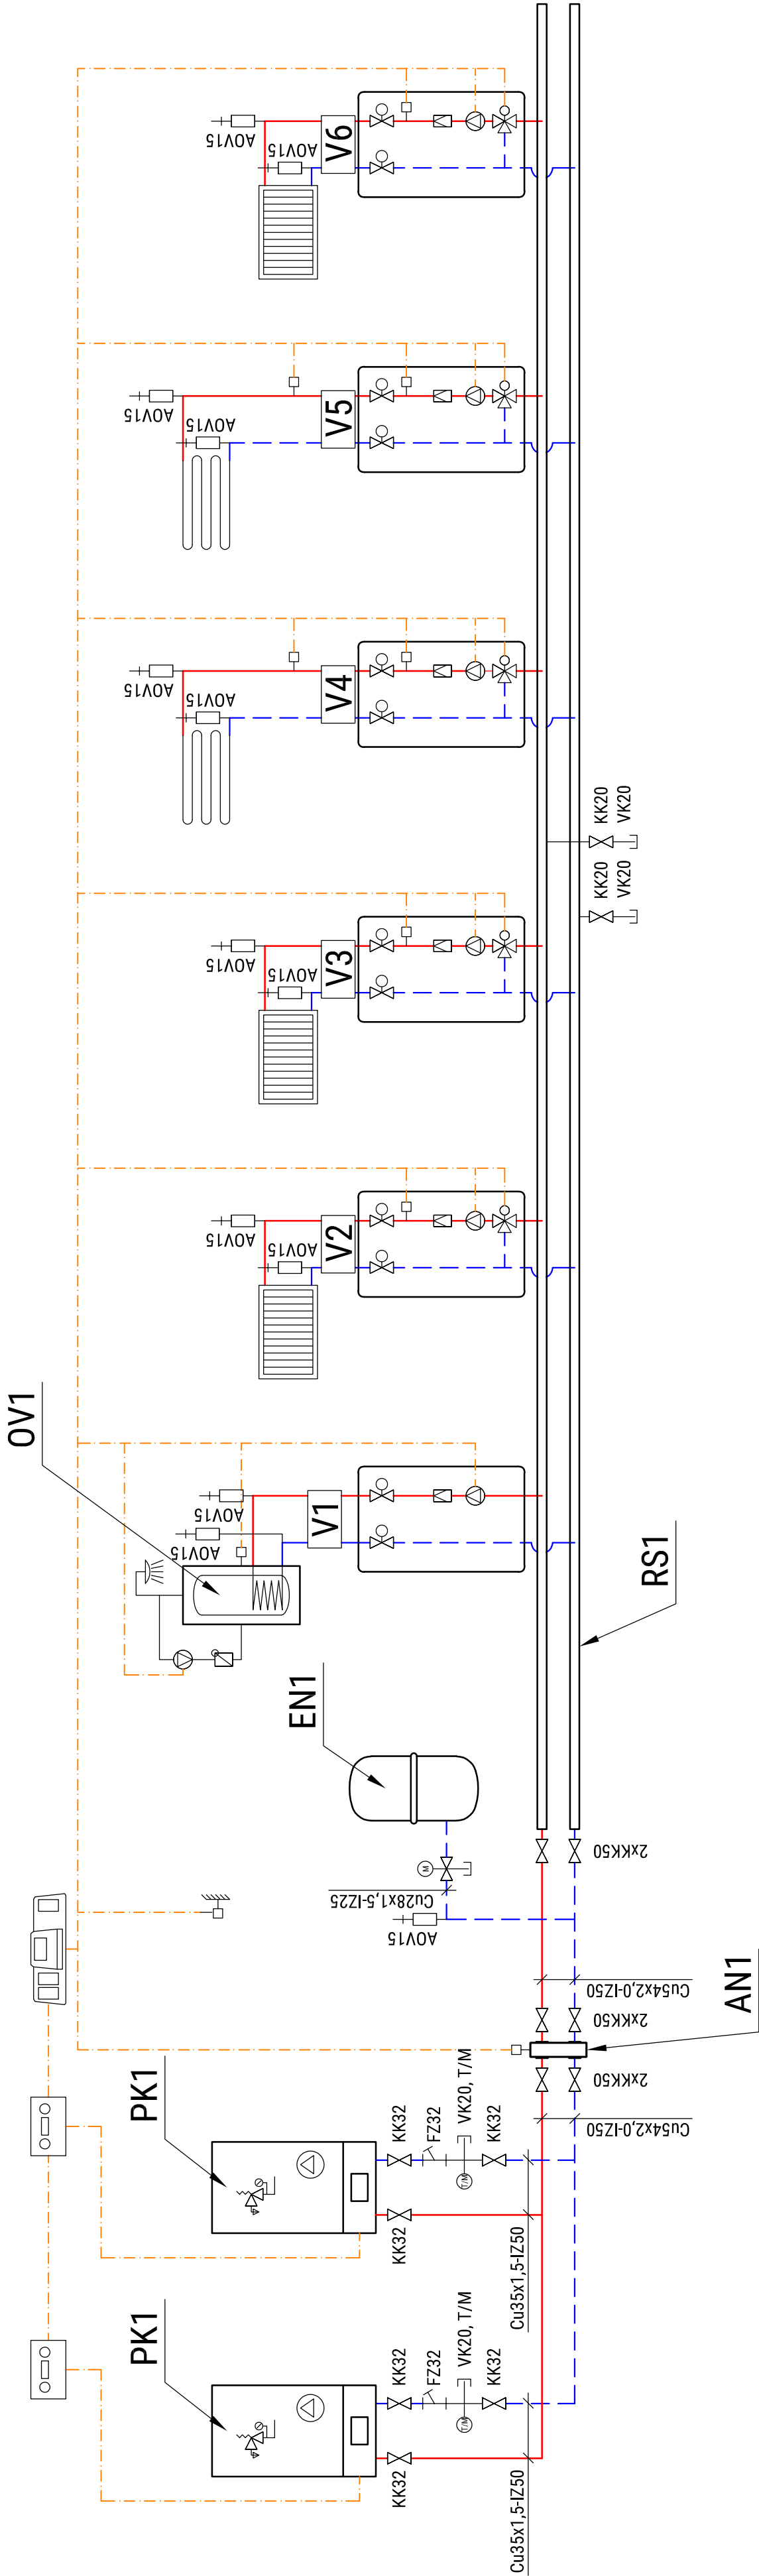 PK1
KK32
KK32
FZ32
VK20, T/M
T/M
KK32
Cu35x1,5-IZ50
PK1
KK32
KK32
FZ32
VK20, T/M
T/M
KK32
Cu35x1,5-IZ50
Cu54x2,0-IZ50
2xKK50
AN1
2xKK50
Cu54x2,0-IZ50
AOV15
Cu28x1,5-IZ25
M
EN1
2xKK50
RS1
OV1
AOV15
AOV15
V1
AOV15
AOV15
V2
AOV15
AOV15
V3
KK20
VK20
KK20
VK20
AOV15
AOV15
V4
AOV15
AOV15
V5
AOV15
AOV15
V6